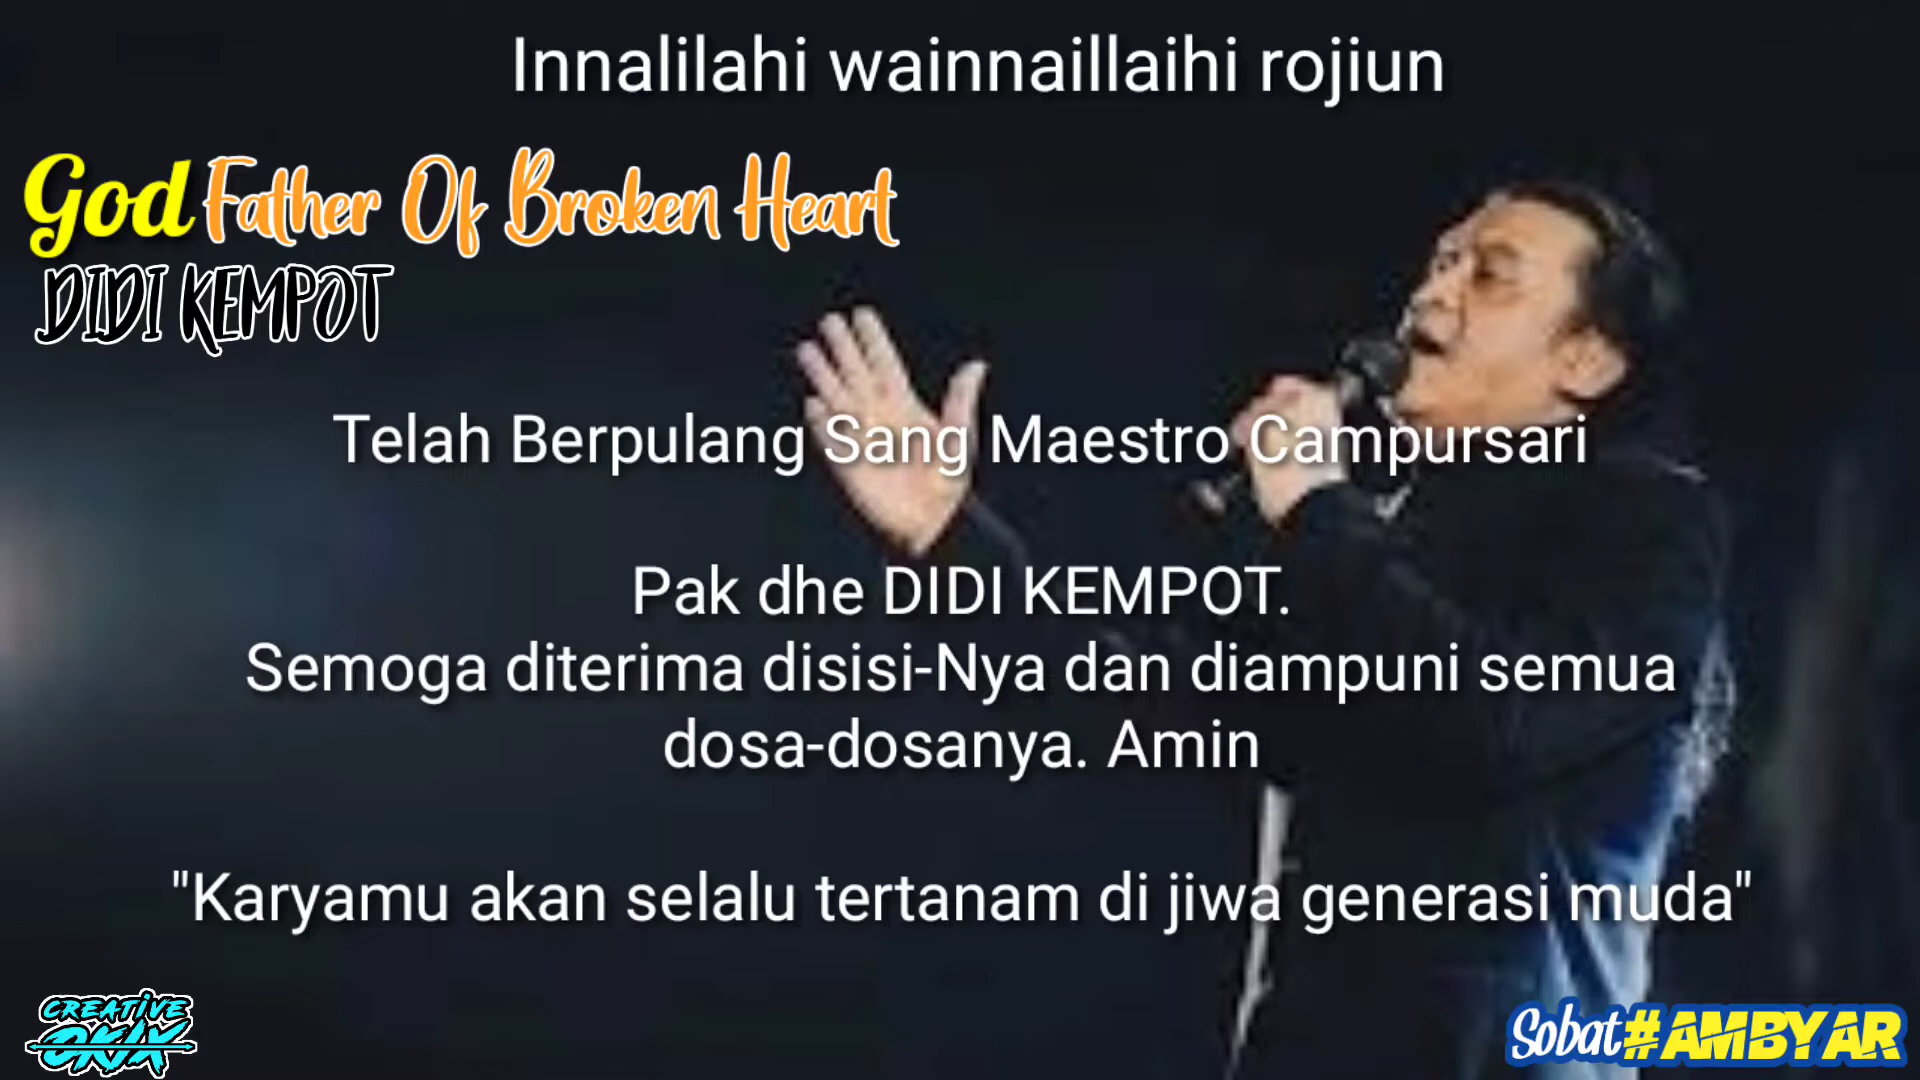 Innalilahi wainnaillaihi rojiun
God Father Of Broken Heart
DIDI KEMPOT
Telah Berpulang Sang Maestro Campursari
Pak dhe DIDI KEMPOT.
Semoga diterima disisi-Nya dan diampuni semua
dosa-dosanya. Amin
"Karyamu akan selalu tertanam di jiwa generasi muda"
CREATIVE
OKIX
Sobat#AMBYAR